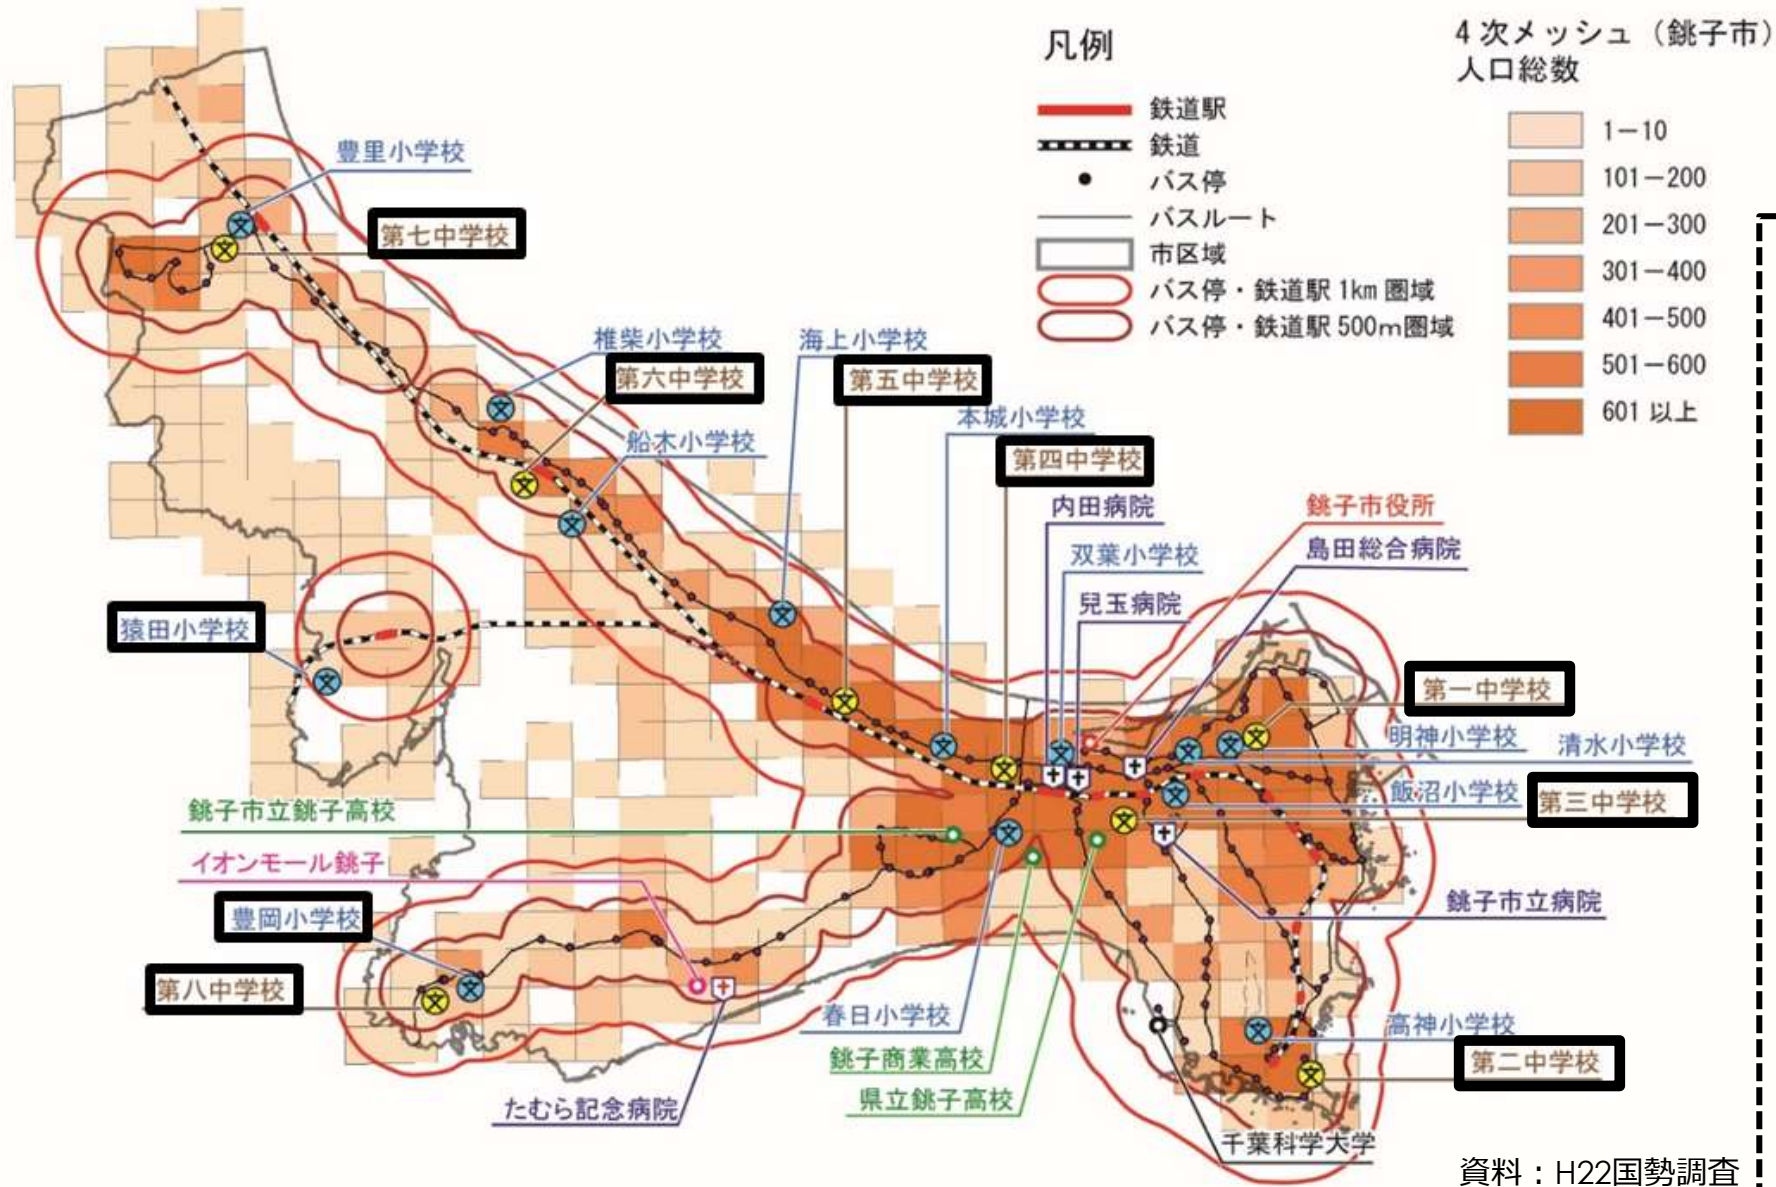 凡例
鉄道駅
鉄道
バス停
バスルート
市区域
バス停・鉄道駅 1km 圏域
バス停・鉄道駅 500m圏域
4 次メッシュ（銚子市）
人口総数
1－10
101－200
201－300
301－400
401－500
501－600
601 以上
豊里小学校
第七中学校
椎柴小学校
第六中学校
海上小学校
第五中学校
船木小学校
本城小学校
第四中学校
内田病院
銚子市役所
双葉小学校
島田総合病院
兒玉病院
猿田小学校
第一中学校
明神小学校
清水小学校
飯沼小学校
第三中学校
銚子市立銚子高校
イオンモール銚子
豊岡小学校
銚子市立病院
第八中学校
春日小学校
高神小学校
銚子商業高校
第二中学校
たむら記念病院
県立銚子高校
千葉科学大学
資料：H22国勢調査